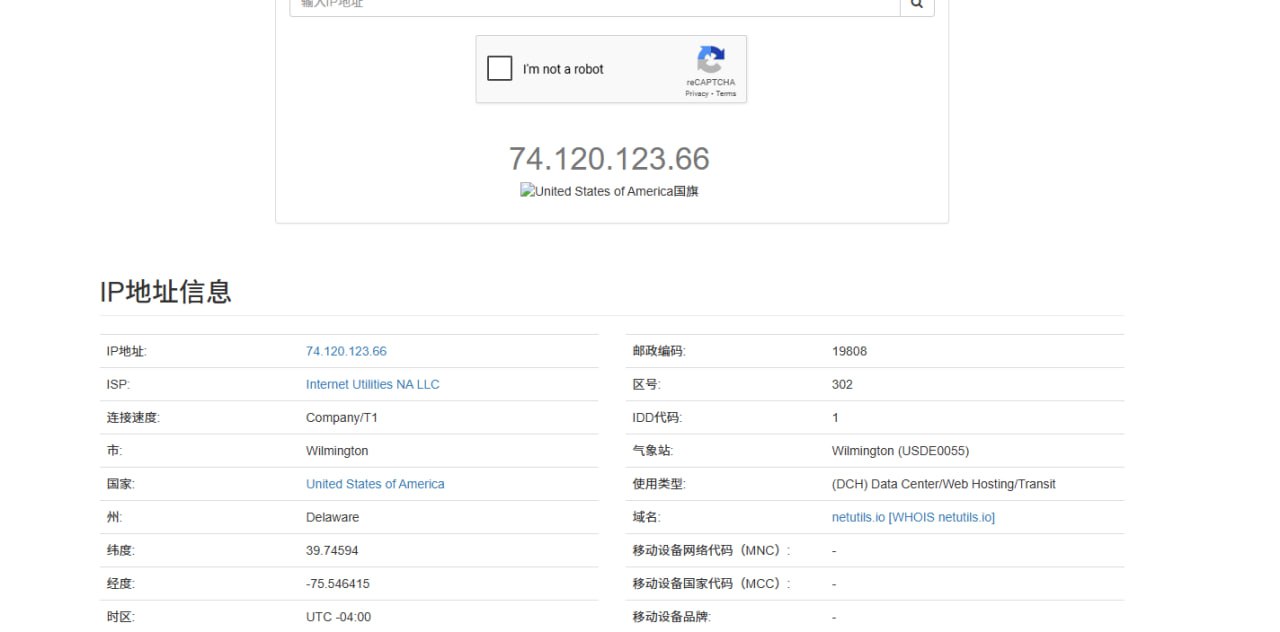 输入IP地址
I'm not a robot
reCAPTCHA
Privacy - Terms
74.120.123.66
United States of America国旗
IP地址信息
IP地址: 74.120.123.66
ISP: Internet Utilities NA LLC
连接速度: Company/T1
市: Wilmington
国家: United States of America
州: Delaware
纬度: 39.74594
经度: -75.546415
时区: UTC -04:00
邮政编码: 19808
区号: 302
IDD代码: 1
气象站: Wilmington (USDE0055)
使用类型: (DCH) Data Center/Web Hosting/Transit
域名: netutils.io [WHOIS netutils.io]
移动设备网络代码（MNC）: -
移动设备国家代码（MCC）: -
移动设备品牌: -